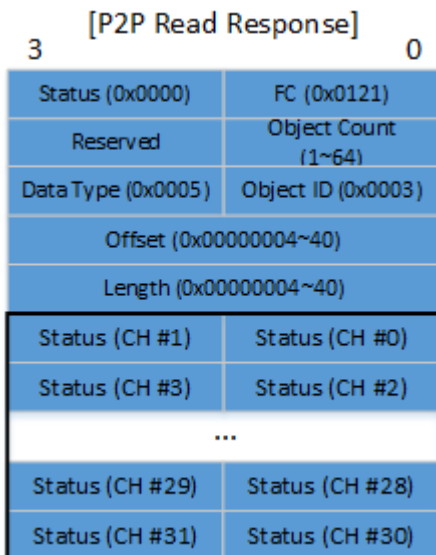 [P2P Read Response]
3 0
Status (0x0000) FC (0x0121)
Reserved Object Count
(1~64)
Data Type (0x0005) Object ID (0x0003)
Offset (0x00000004~40)
Length (0x00000004~40)
Status (CH #1) Status (CH #0)
Status (CH #3) Status (CH #2)
...
Status (CH #29) Status (CH #28)
Status (CH #31) Status (CH #30)